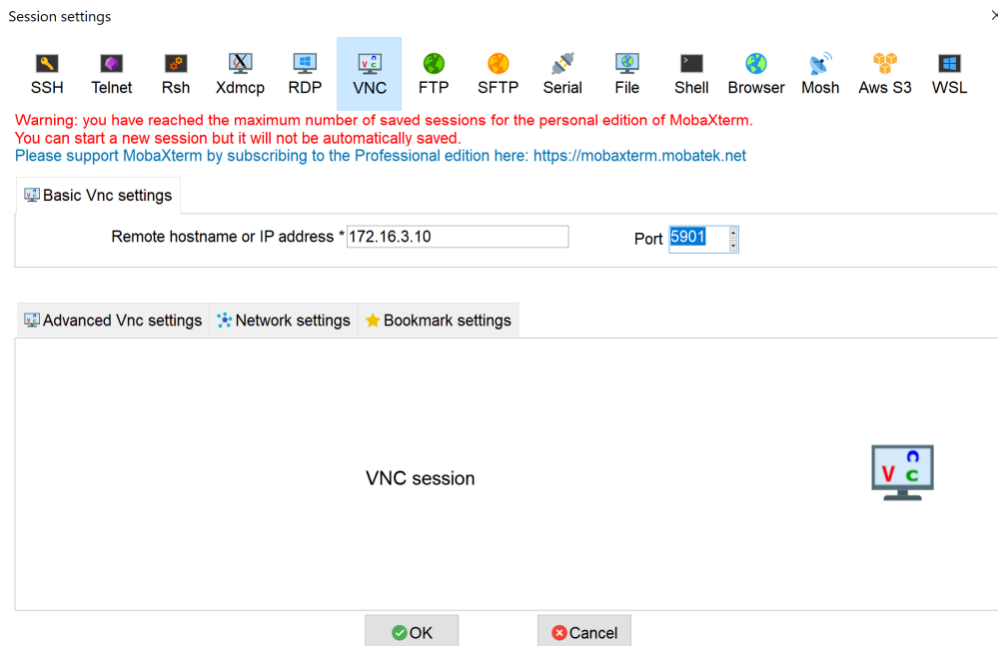 Session settings
SSH Telnet Rsh Xdmcp RDP VNC FTP SFTP Serial File Shell Browser Mosh Aws S3 WSL
Warning: you have reached the maximum number of saved sessions for the personal edition of MobaXterm.
You can start a new session but it will not be automatically saved.
Please support MobaXterm by subscribing to the Professional edition here: https://mobaxterm.mobatek.net
Basic Vnc settings
Remote hostname or IP address * 172.16.3.10 Port 5901
Advanced Vnc settings Network settings Bookmark settings
VNC session
OK Cancel